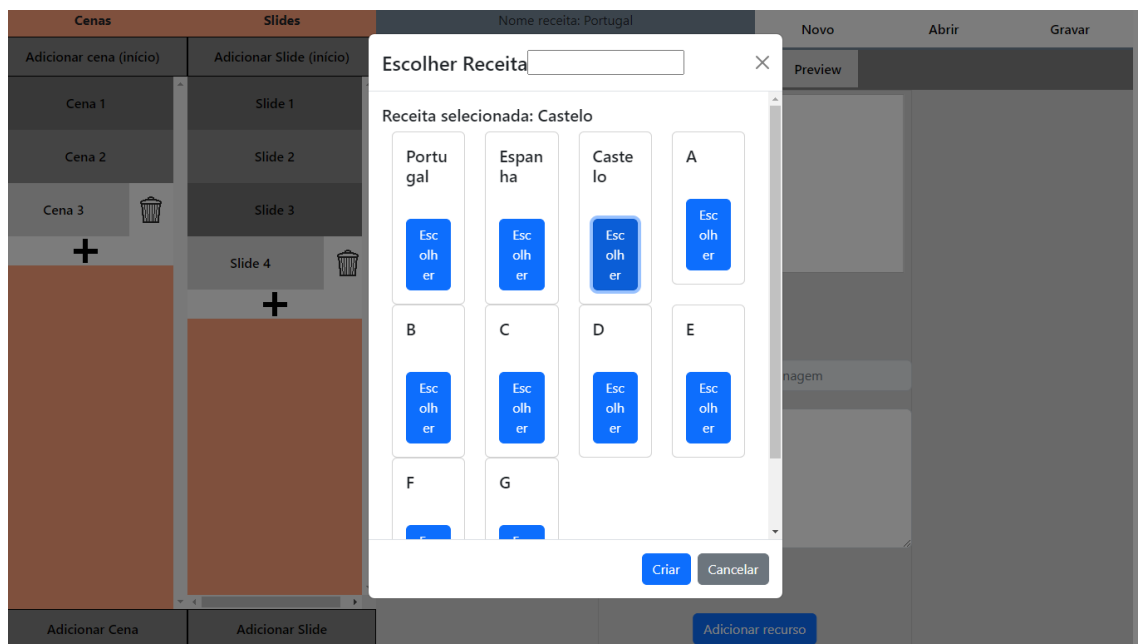 Cenas
Slides
Nome receita: Portugal
Novo
Abrir
Gravar
Adicionar cena (início)
Adicionar Slide (início)
Preview
Escolher Receita
Receita selecionada: Castelo
Cena 1
Cena 2
Cena 3
Slide 1
Slide 2
Slide 3
Slide 4
Portu
gal
Esc
olh
er
Espan
ha
Esc
olh
er
Caste
lo
Esc
olh
er
A
Esc
olh
er
B
Esc
olh
er
C
Esc
olh
er
D
Esc
olh
er
E
Esc
olh
er
F
G
nagem
Criar
Cancelar
Adicionar Cena
Adicionar Slide
Adicionar recurso